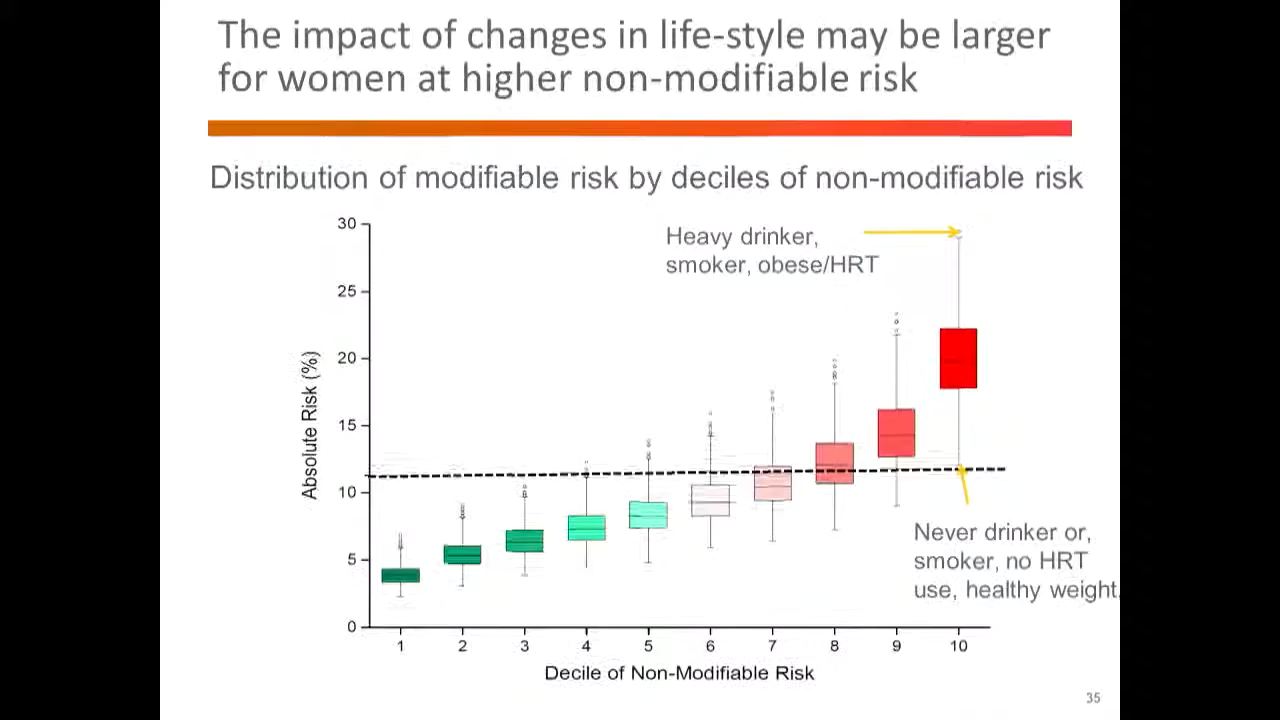 The impact of changes in life-style may be larger
for women at higher non-modifiable risk
Distribution of modifiable risk by deciles of non-modifiable risk
Heavy drinker,
smoker, obese/HRT
30
25
20
15
10
5
0
Absolute Risk (%)
Never drinker or,
smoker, no HRT
use, healthy weight.
1 2 3 4 5 6 7 8 9 10
Decile of Non-Modifiable Risk
35